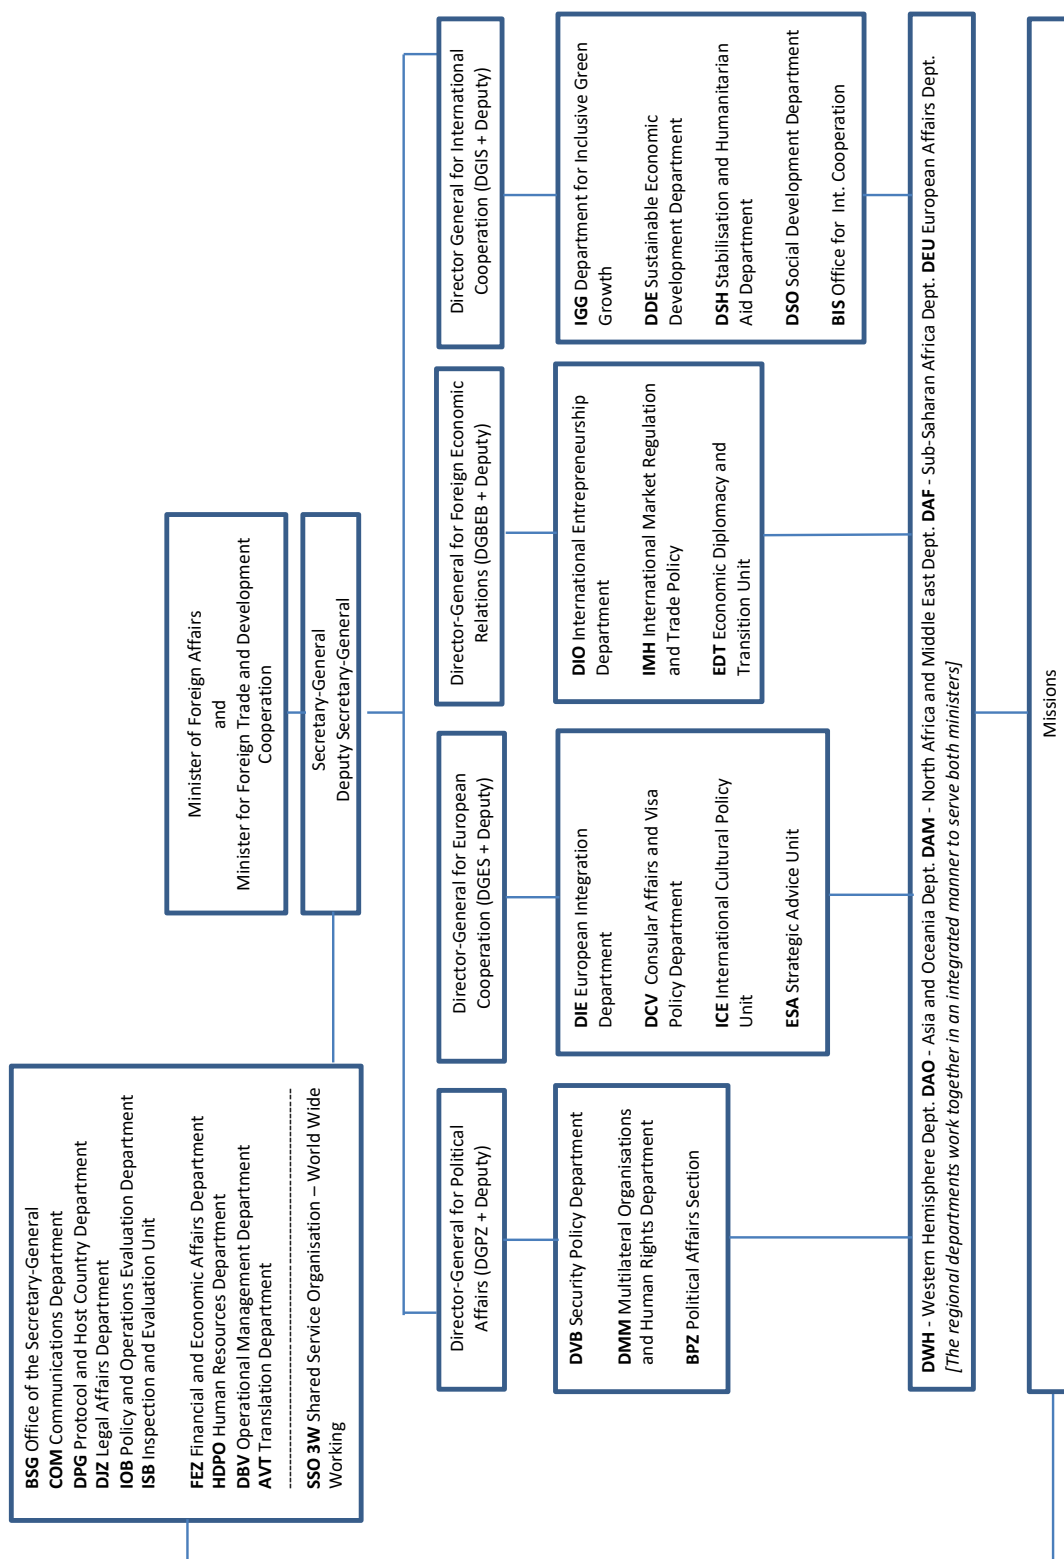 BSG Office of the Secretary-General
COM Communications Department
DPG Protocol and Host Country Department
DJZ Legal Affairs Department
IOB Policy and Operations Evaluation Department
ISB Inspection and Evaluation Unit
FEZ Financial and Economic Affairs Department
HDPO Human Resources Department
DBV Operational Management Department
AVT Translation Department
----------------------------------------------------------
SSO 3W Shared Service Organisation – World Wide
Working
Minister of Foreign Affairs
and
Minister for Foreign Trade and Development
Cooperation
Secretary-General
Deputy Secretary-General
Director-General for Political
Affairs (DGPZ + Deputy)
Director-General for European
Cooperation (DGES + Deputy)
Director-General for Foreign Economic
Relations (DGBEB + Deputy)
Director General for International
Cooperation (DGIS + Deputy)
DVB Security Policy Department
DMM Multilateral Organisations
and Human Rights Department
BPZ Political Affairs Section
DIE European Integration
Department
DCV Consular Affairs and Visa
Policy Department
ICE International Cultural Policy
Unit
ESA Strategic Advice Unit
DIO International Entrepreneurship
Department
IMH International Market Regulation
and Trade Policy
EDT Economic Diplomacy and
Transition Unit
IGG Department for Inclusive Green
Growth
DDE Sustainable Economic
Development Department
DSH Stabilisation and Humanitarian
Aid Department
DSO Social Development Department
BIS Office for Int. Cooperation
DWH - Western Hemisphere Dept. DAO - Asia and Oceania Dept. DAM - North Africa and Middle East Dept. DAF - Sub-Saharan Africa Dept. DEU European Affairs Dept.
[The regional departments work together in an integrated manner to serve both ministers]
Missions